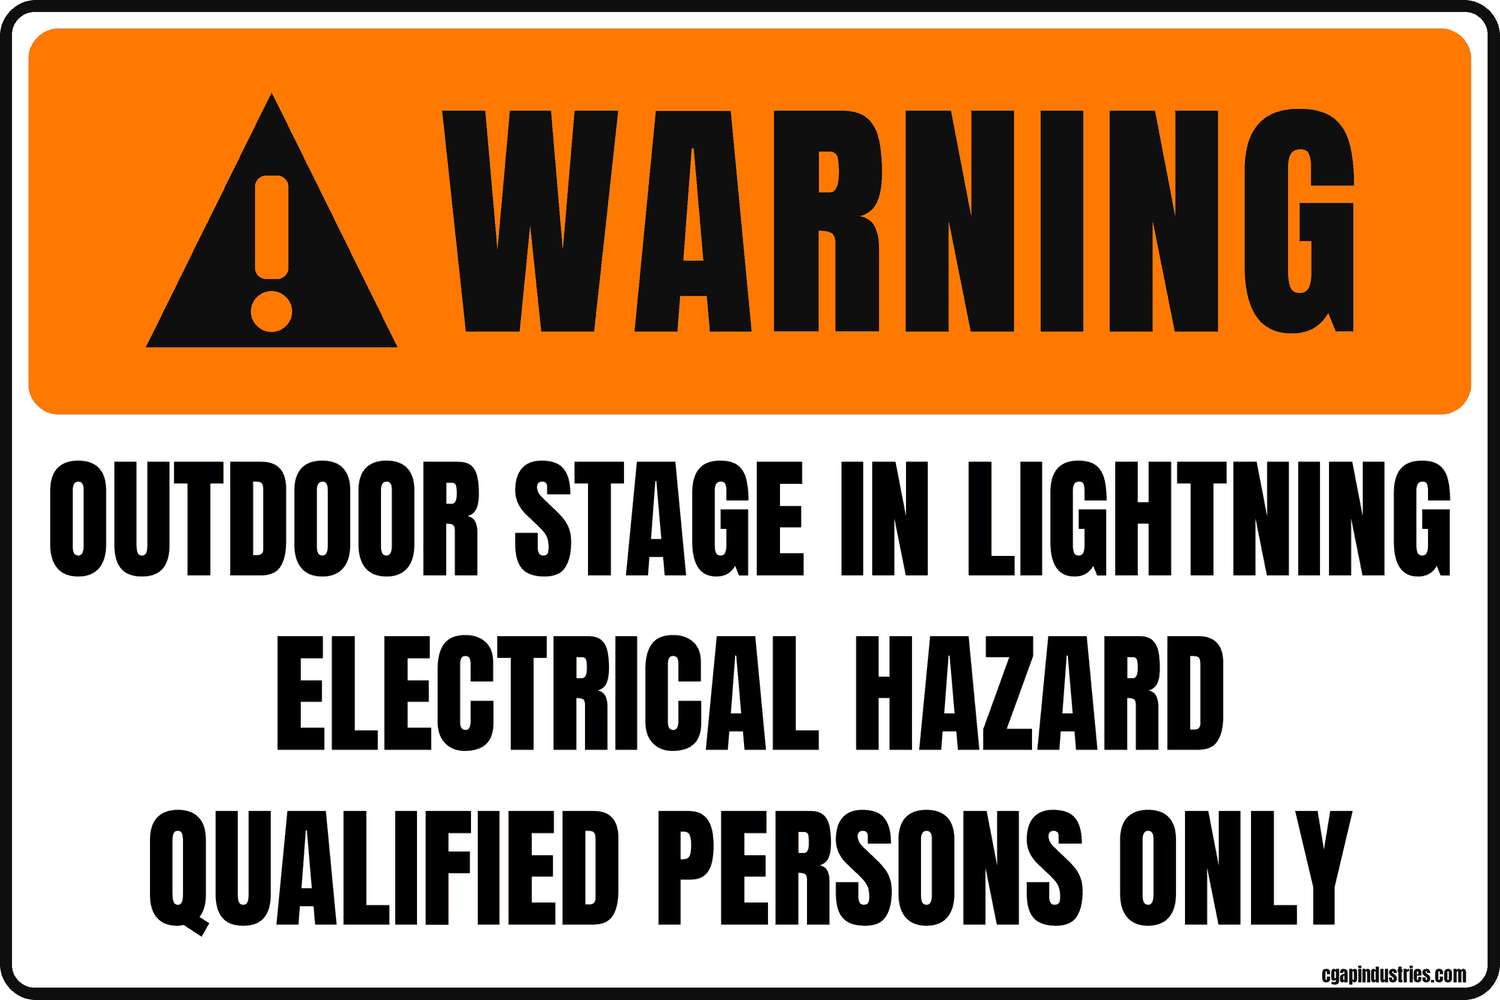 WARNING
OUTDOOR STAGE IN LIGHTNING
ELECTRICAL HAZARD
QUALIFIED PERSONS ONLY
cgapindustries.com